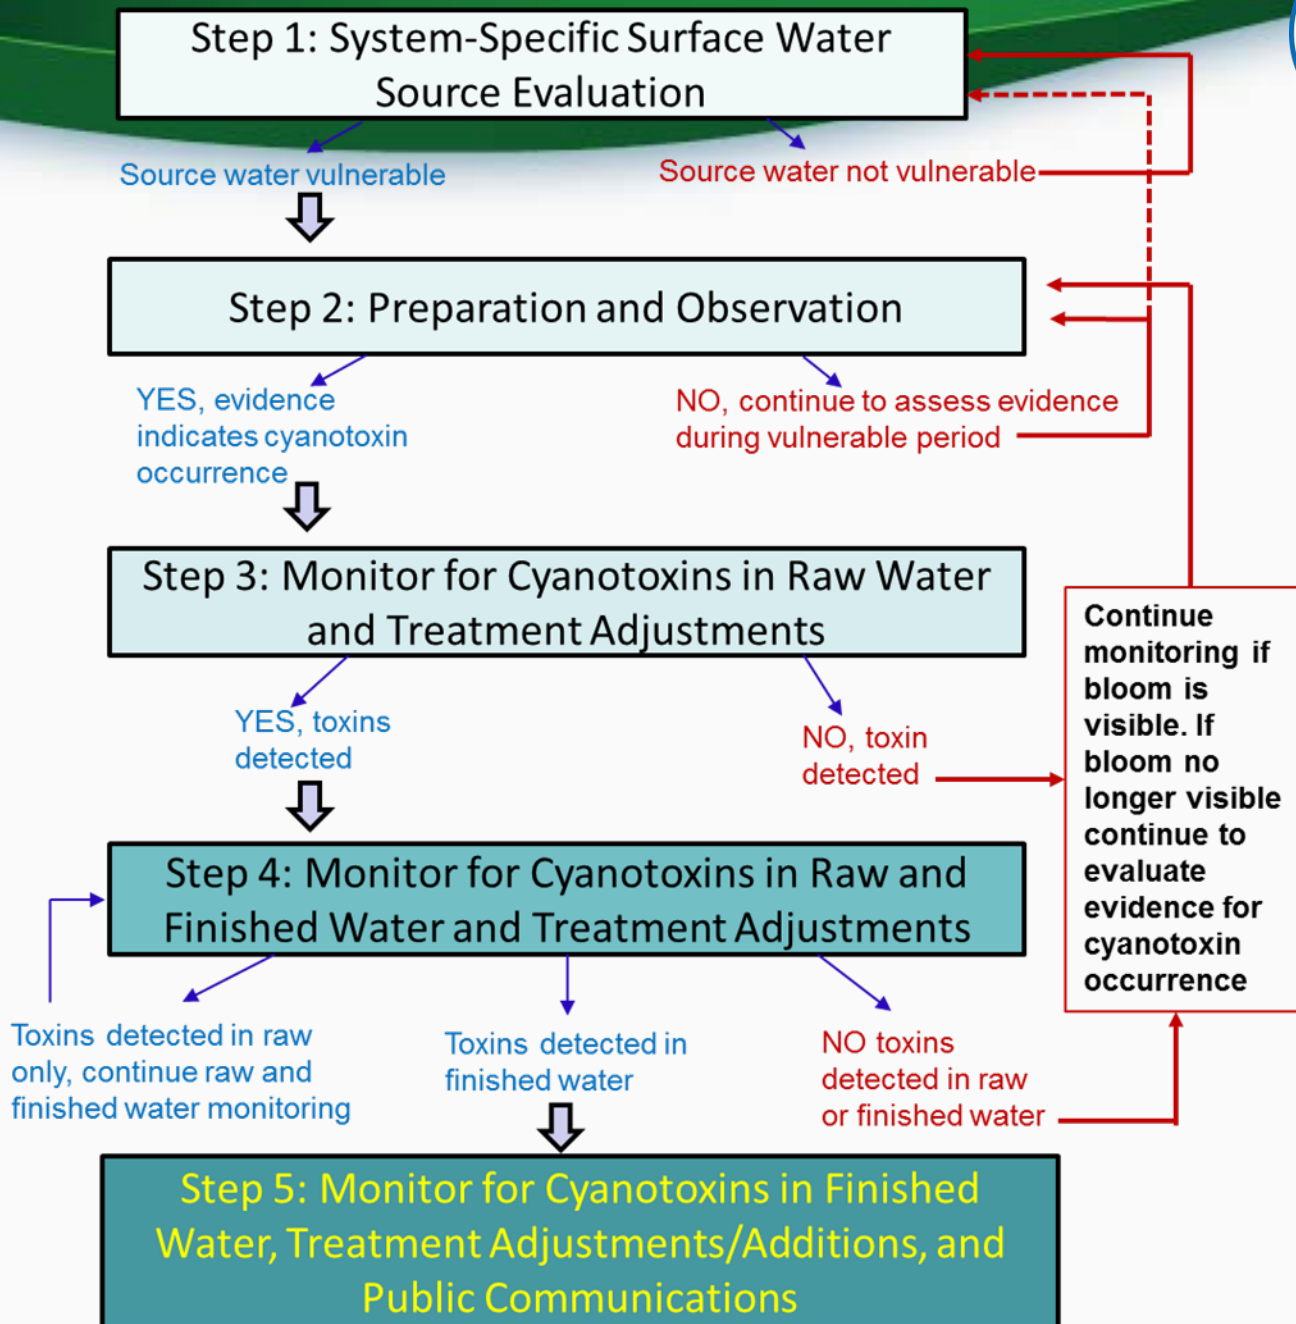 Step 1: System-Specific Surface Water
Source Evaluation
Source water vulnerable
Source water not vulnerable
Step 2: Preparation and Observation
YES, evidence
indicates cyanotoxin
occurrence
NO, continue to assess evidence
during vulnerable period
Step 3: Monitor for Cyanotoxins in Raw Water
and Treatment Adjustments
YES, toxins
detected
NO, toxin
detected
Continue
monitoring if
bloom is
visible. If
bloom no
longer visible
continue to
evaluate
evidence for
cyanotoxin
occurrence
Step 4: Monitor for Cyanotoxins in Raw and
Finished Water and Treatment Adjustments
Toxins detected in raw
only, continue raw and
finished water monitoring
Toxins detected in
finished water
NO toxins
detected in raw
or finished water
Step 5: Monitor for Cyanotoxins in Finished
Water, Treatment Adjustments/Additions, and
Public Communications